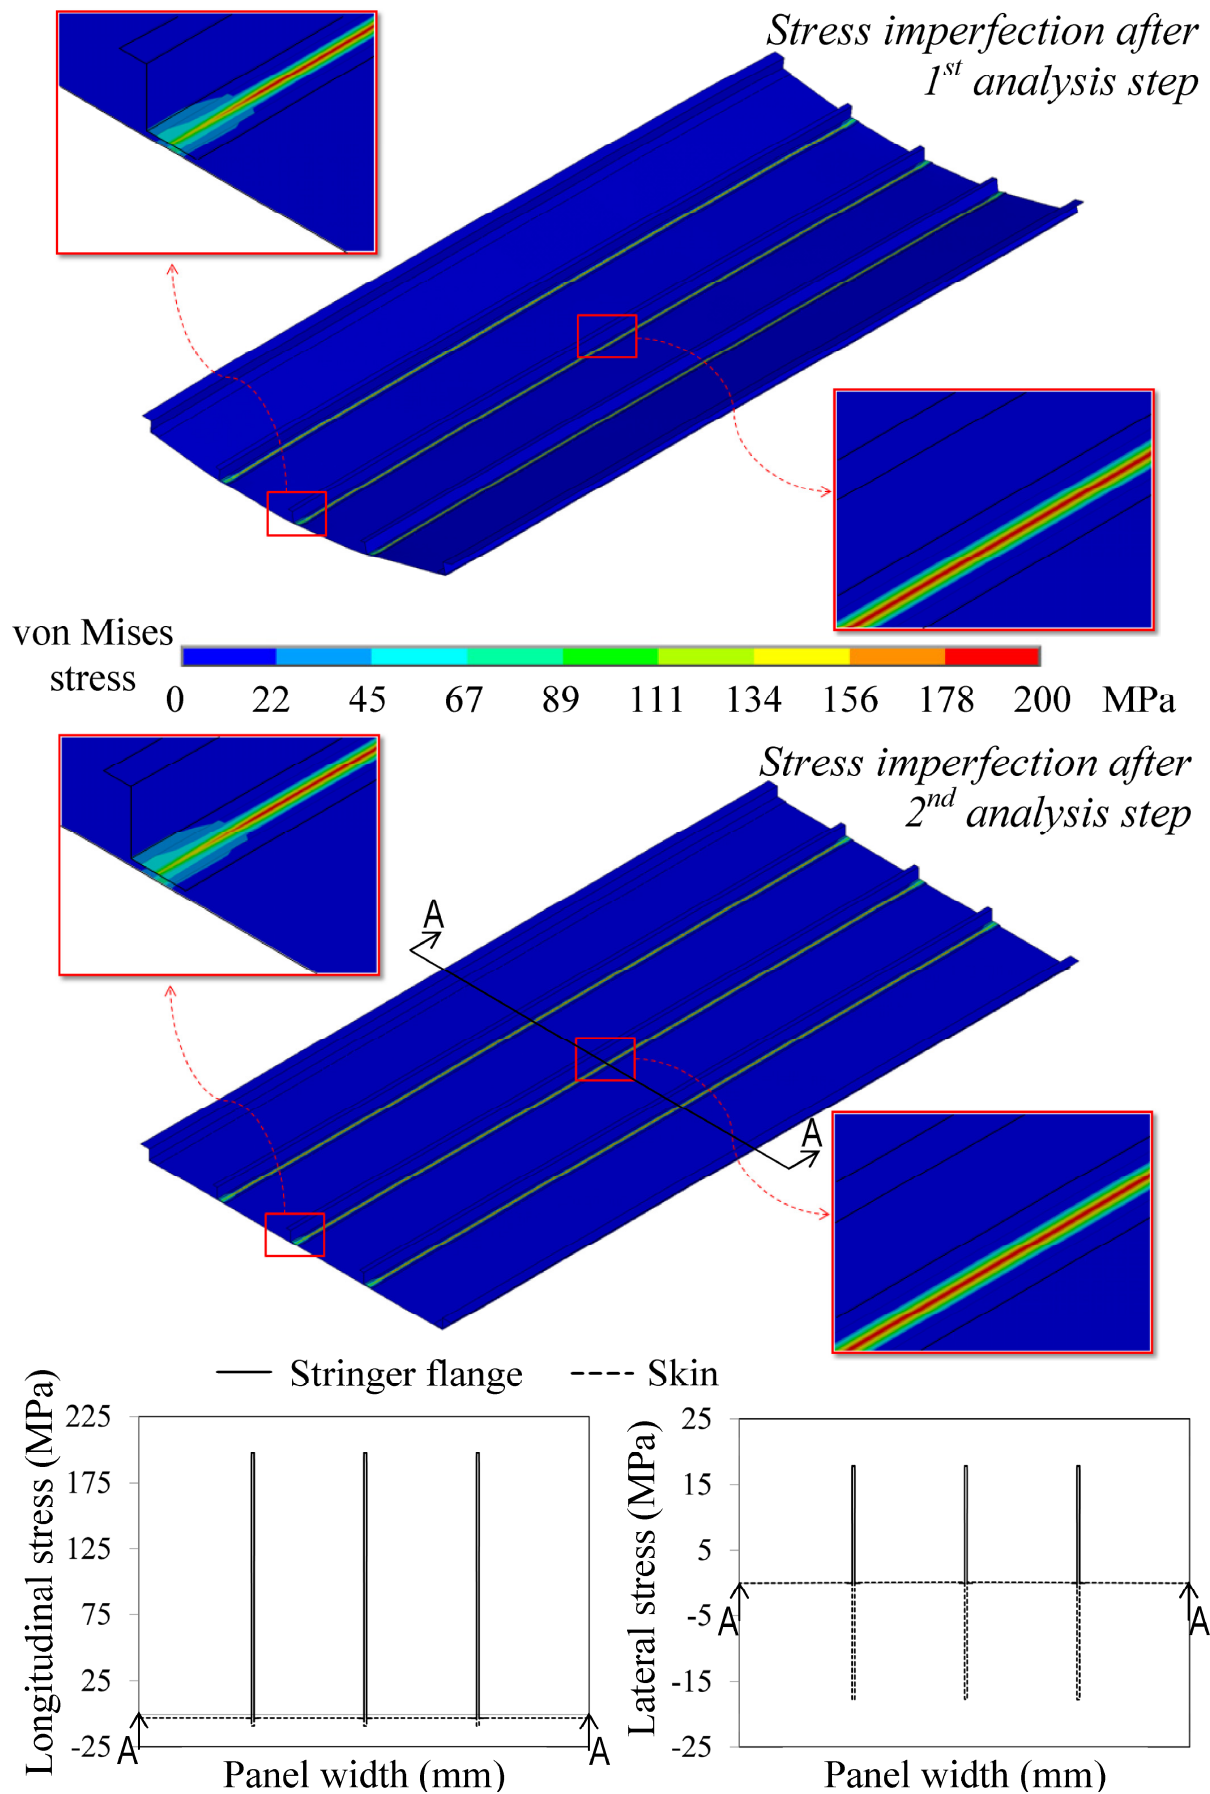 Stress imperfection after
1st analysis step
von Mises
stress
0 22 45 67 89 111 134 156 178 200 MPa
Stress imperfection after
2nd analysis step
A
A
Stringer flange Skin
Longitudinal stress (MPa)
225
175
125
75
25
-25
A A
Panel width (mm)
Lateral stress (MPa)
25
15
5
-5
-15
-25
A A
Panel width (mm)